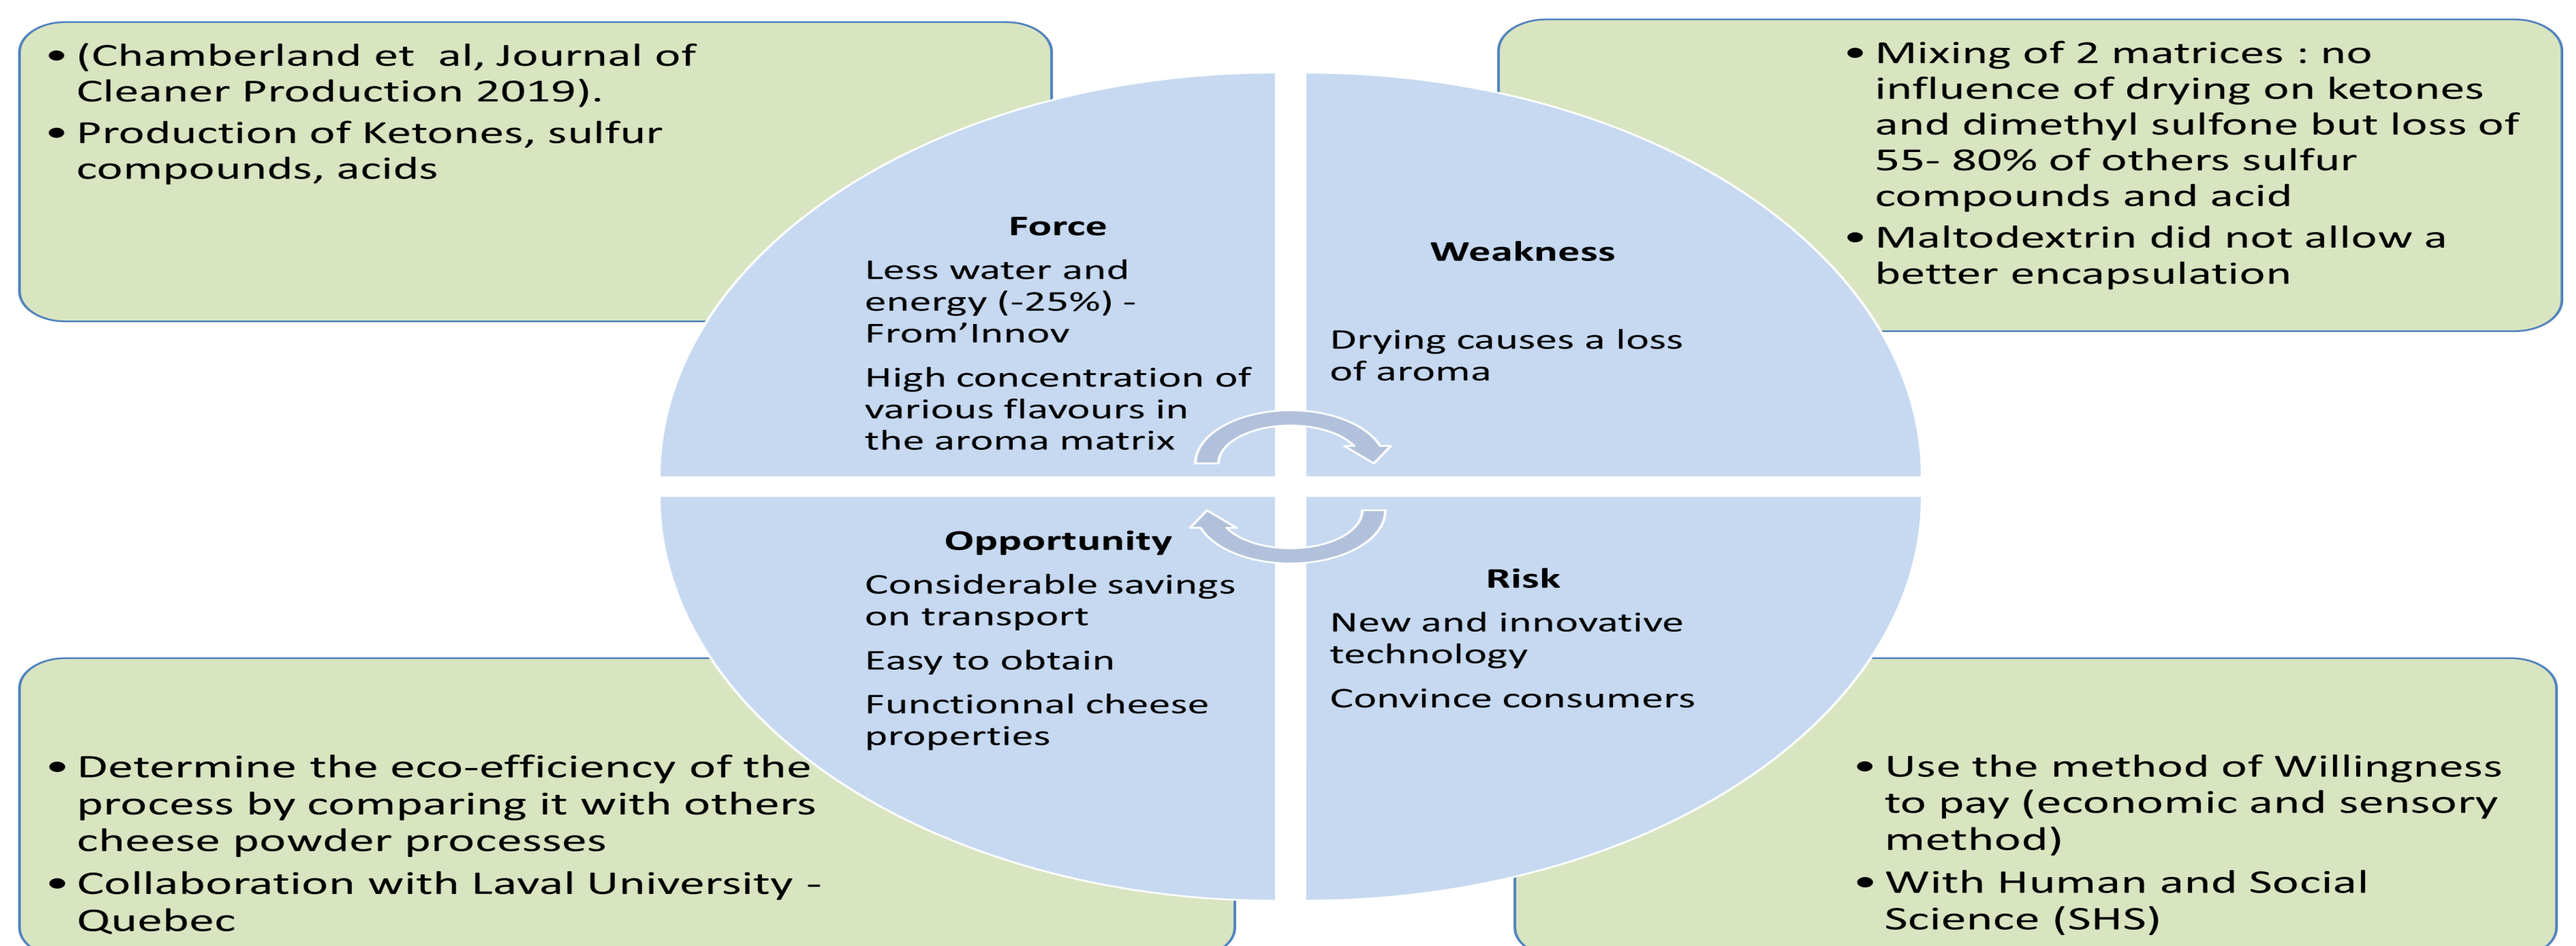 • (Chamberland et  al, Journal of
Cleaner Production 2019).
• Production of Ketones, sulfur
compounds, acids
• Mixing of 2 matrices : no
influence of drying on ketones
and dimethyl sulfone but loss of
55- 80% of others sulfur
compounds and acid
• Maltodextrin did not allow a
better encapsulation
Force
Less water and
energy (-25%) -
From’Innov
High concentration of
various flavours in
the aroma matrix
Weakness
Drying causes a loss
of aroma
Opportunity
Considerable savings
on transport
Easy to obtain
Functionnal cheese
properties
Risk
New and innovative
technology
Convince consumers
• Determine the eco-efficiency of the
process by comparing it with others
cheese powder processes
• Collaboration with Laval University -
Quebec
• Use the method of Willingness
to pay (economic and sensory
method)
• With Human and Social
Science (SHS)